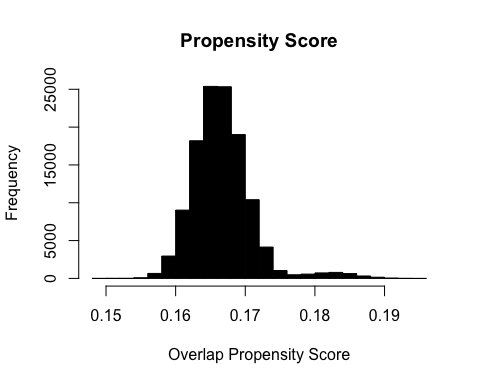 Propensity Score
Frequency
25000
15000
5000
0
0.15 0.16 0.17 0.18 0.19
Overlap Propensity Score